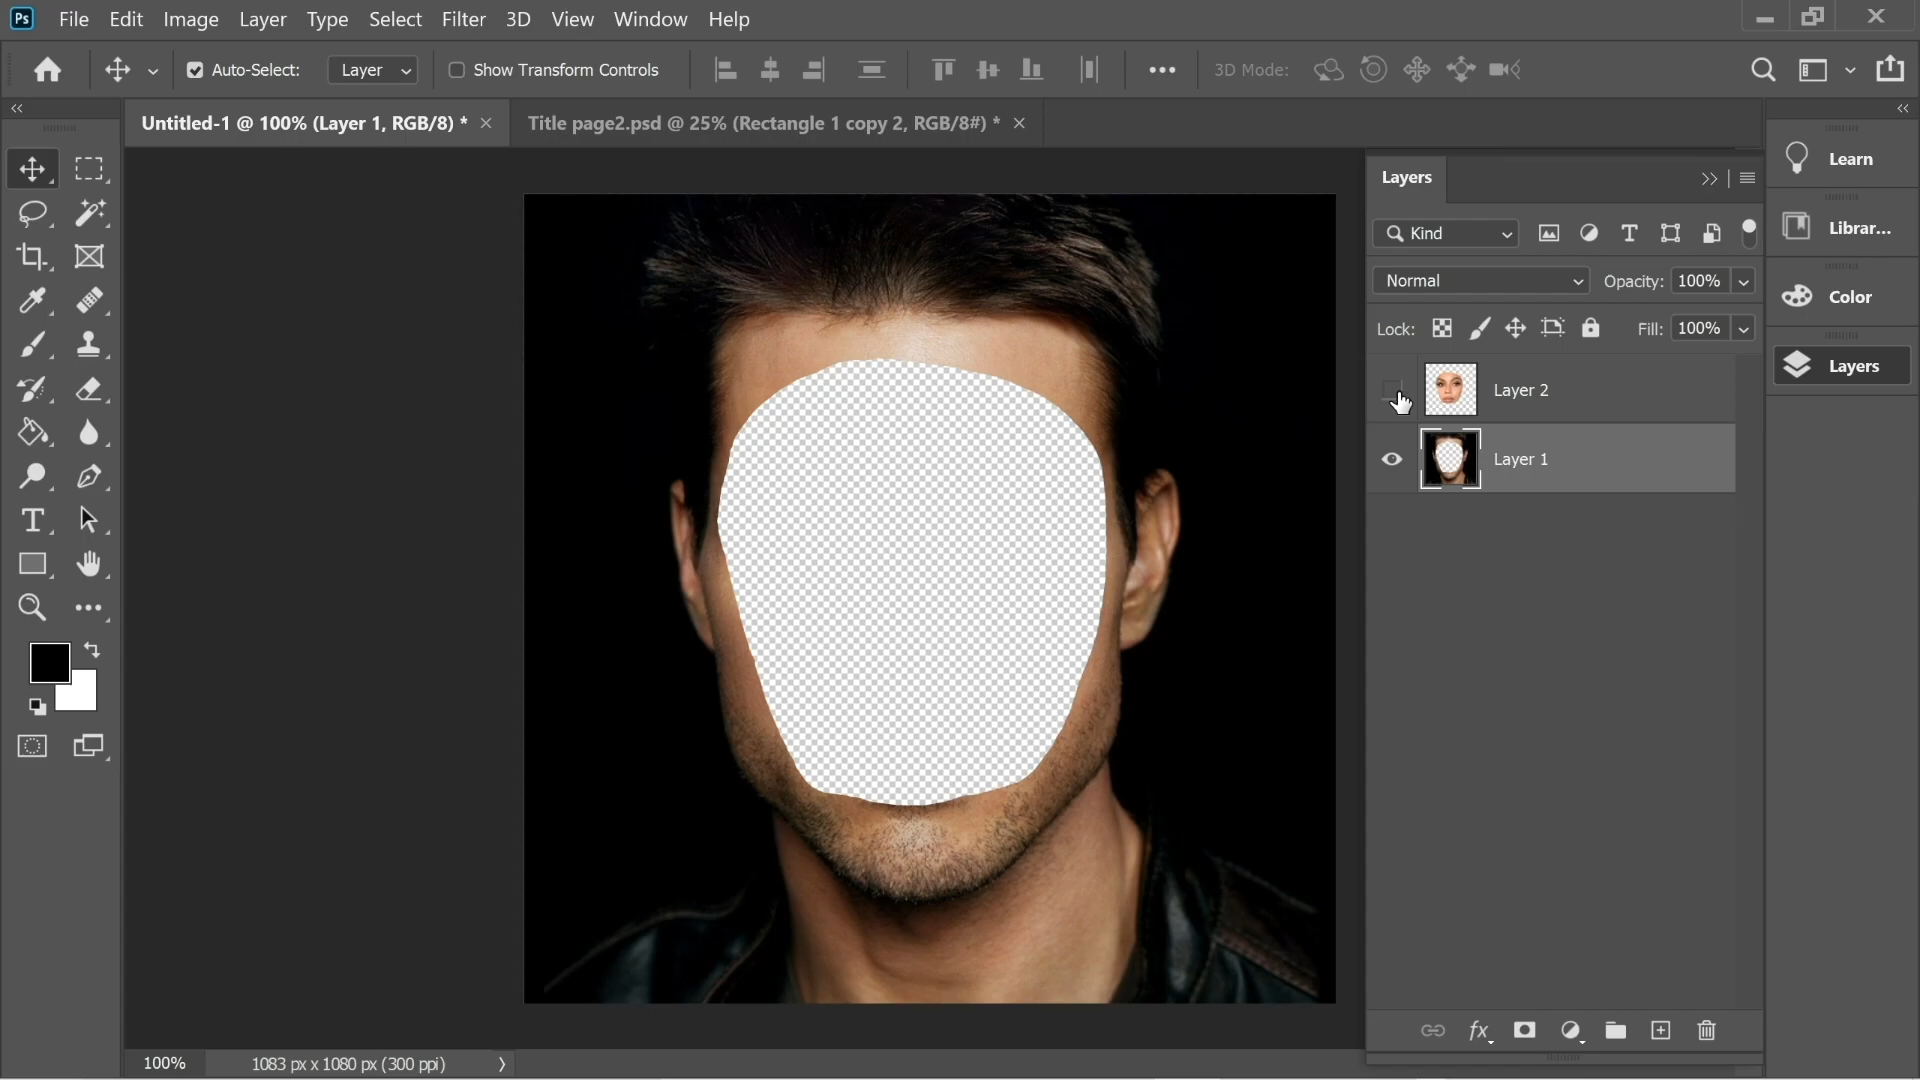 Ps File Edit Image Layer Type Select Filter 3D View Window Help
Auto-Select: Layer Show Transform Controls 3D Mode:
Untitled-1 @ 100% (Layer 1, RGB/8) *
Title page2.psd @ 25% (Rectangle 1 copy 2, RGB/8#) *
Layers
Kind
Normal Opacity: 100%
Lock: Fill: 100%
Layer 2
Layer 1
fx
Learn
Librar...
Color
Layers
100% 1083 px x 1080 px (300 ppi)